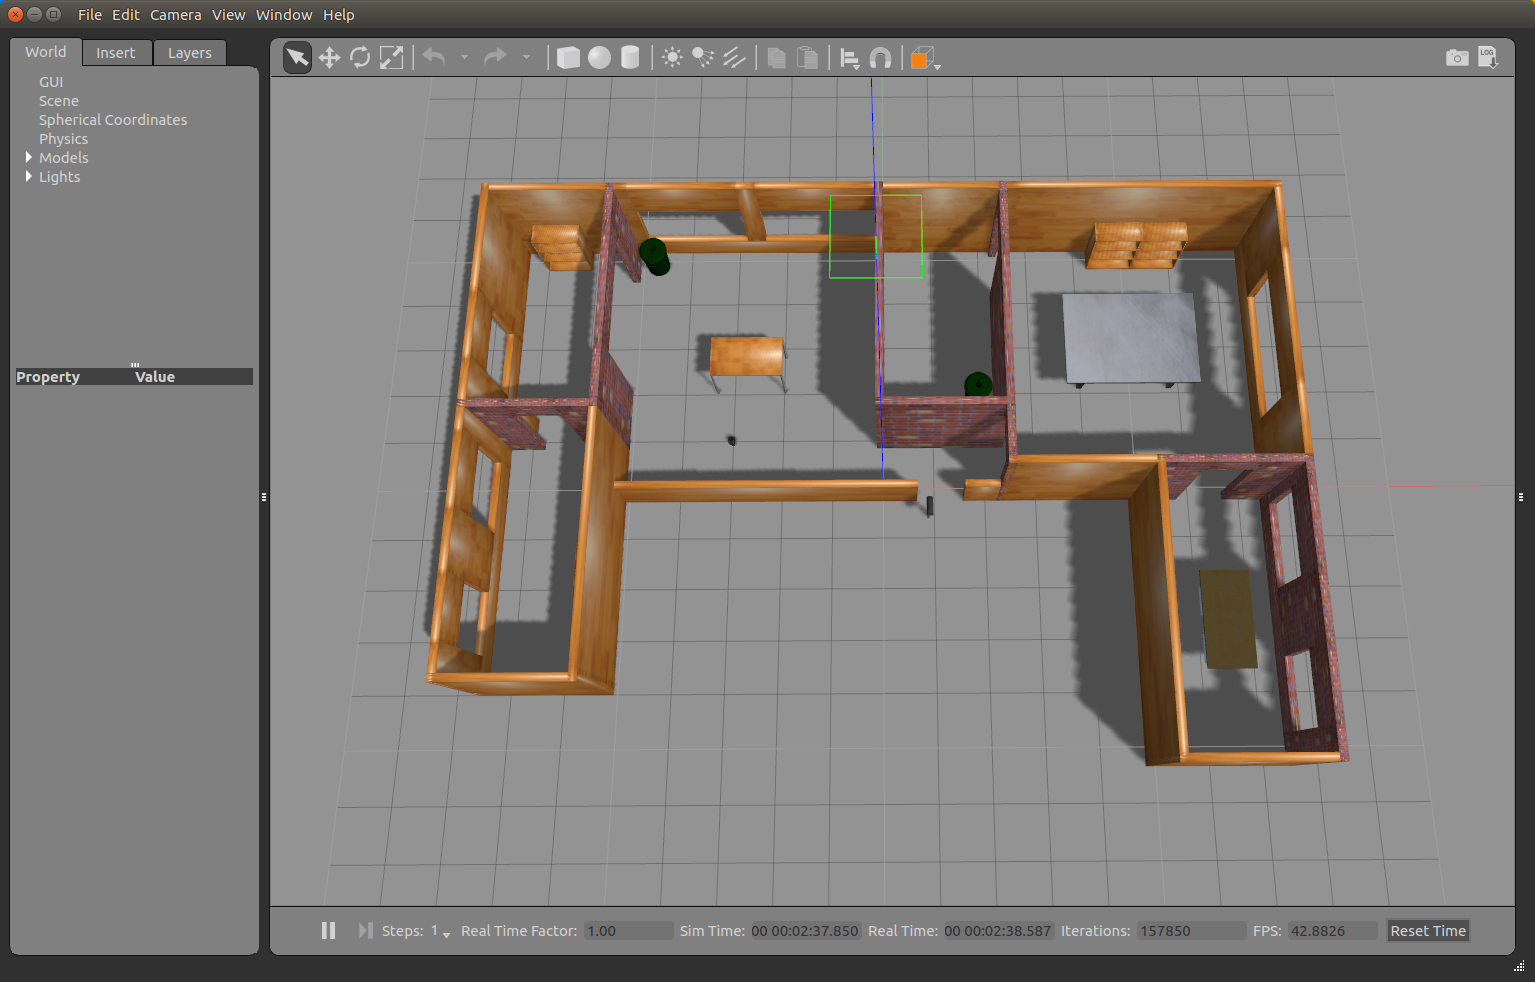 File Edit Camera View Window Help
World Insert Layers
LOG
GUI
Scene
Spherical Coordinates
Physics
Models
Lights
Property Value
Steps: 1 Real Time Factor: 1.00 Sim Time: 00 00:02:37.850 Real Time: 00 00:02:38.587 Iterations: 157850 FPS: 42.8826 Reset Time